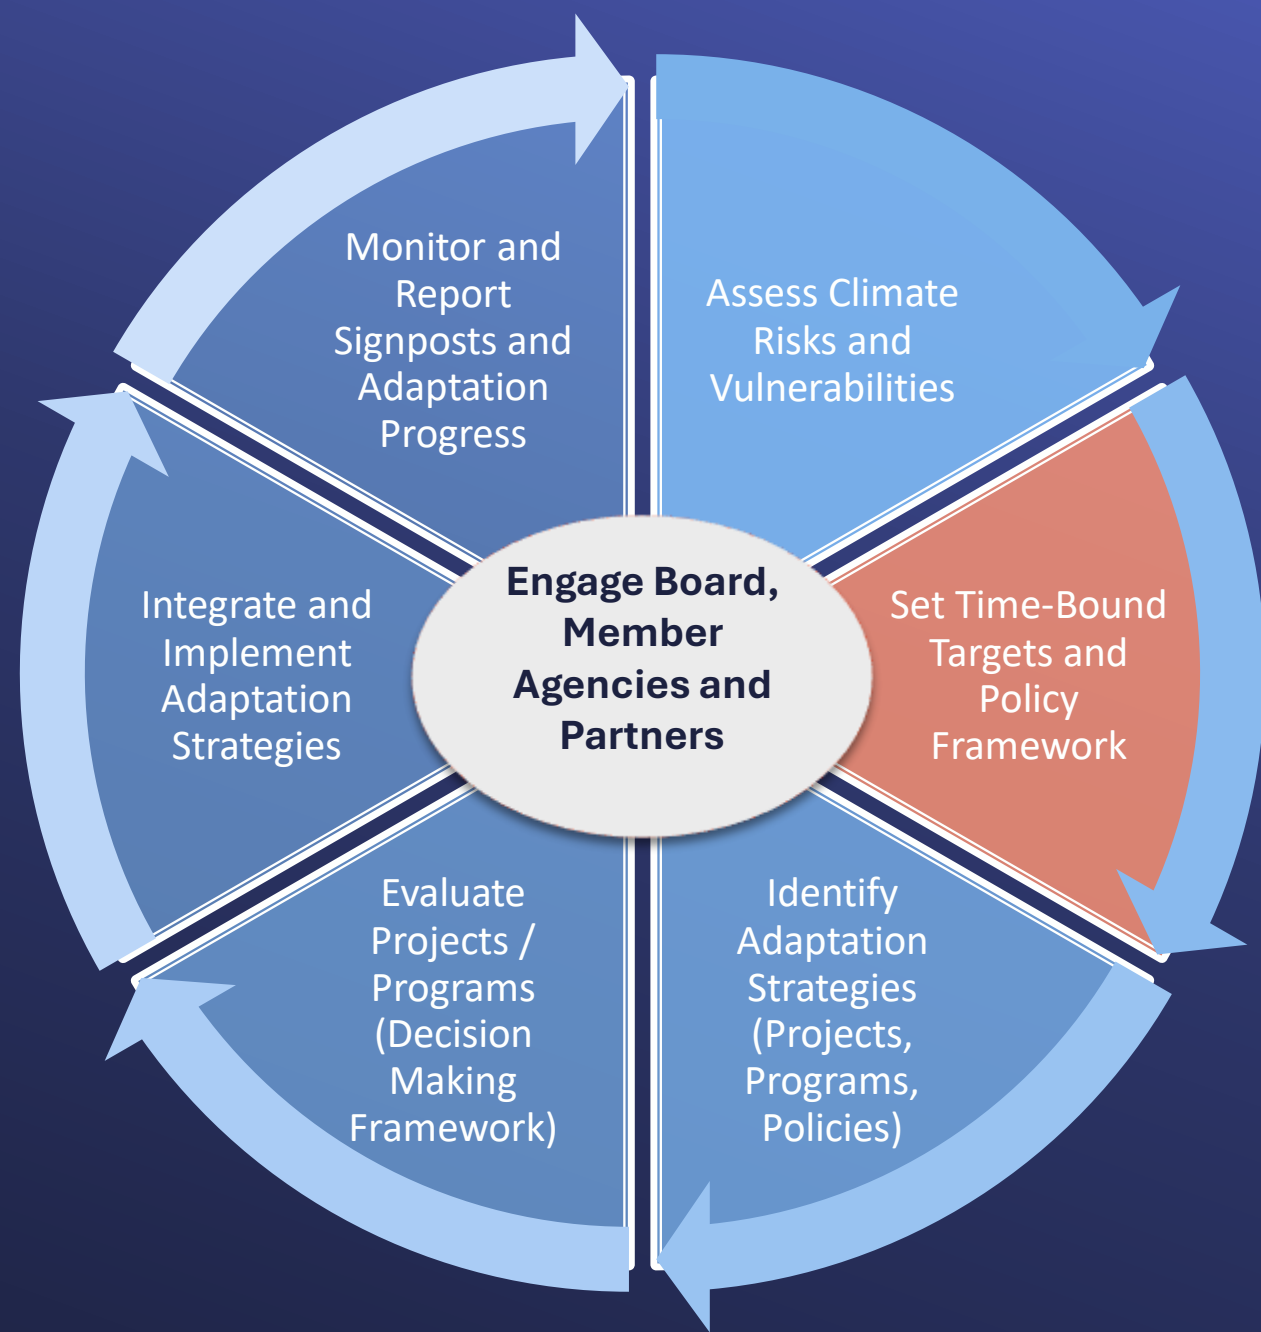 Monitor and
Report
Signposts and
Adaptation
Progress
Assess Climate
Risks and
Vulnerabilities
Engage Board,
Member
Agencies and
Partners
Set Time-Bound
Targets and
Policy
Framework
Integrate and
Implement
Adaptation
Strategies
Evaluate
Projects /
Programs
(Decision
Making
Framework)
Identify
Adaptation
Strategies
(Projects,
Programs,
Policies)